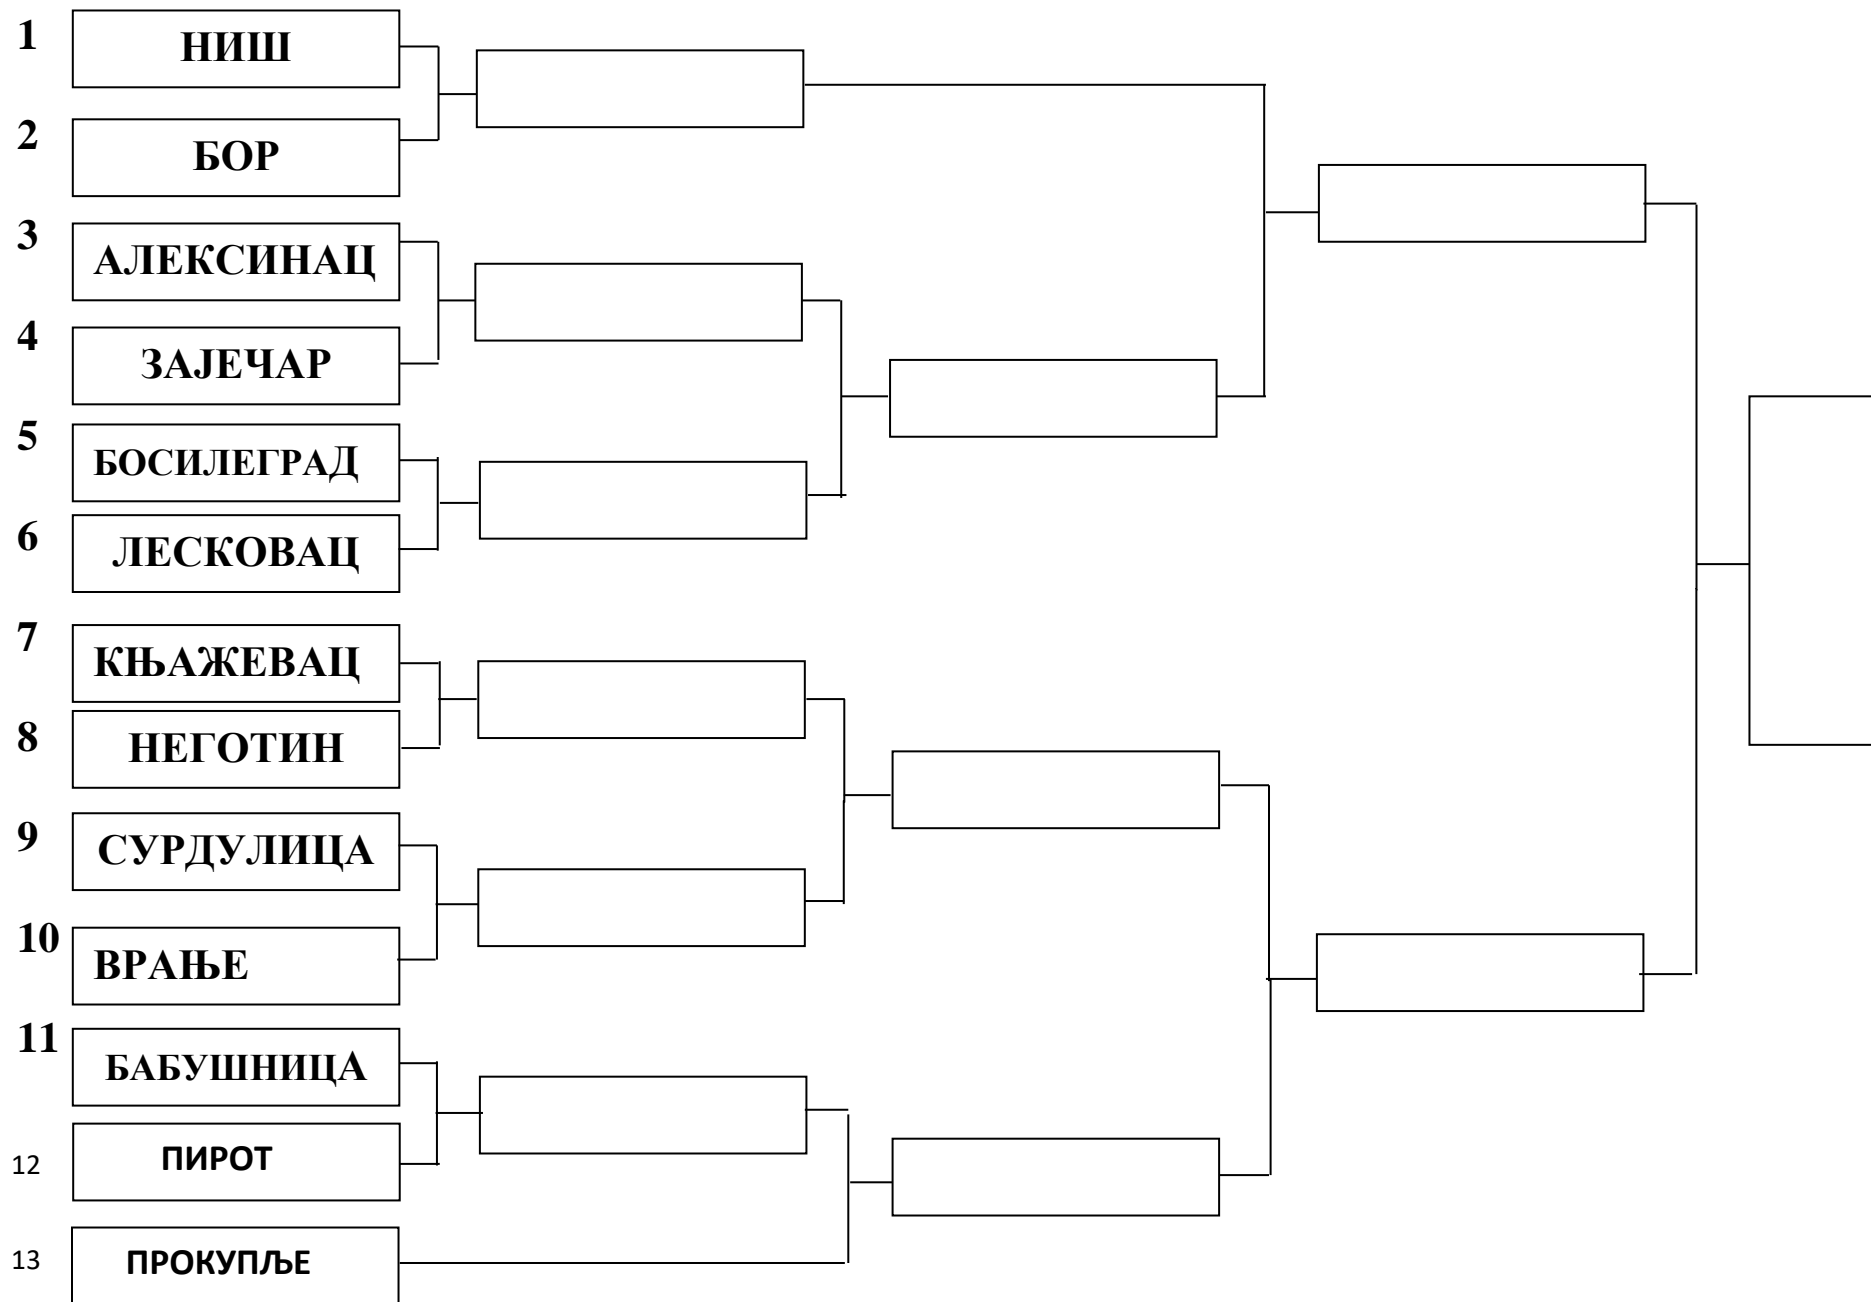 1 НИШ
2 БОР
3 АЛЕКСИНАЦ
4 ЗАЈЕЧАР
5 БОСИЛЕГРАД
6 ЛЕСКОВАЦ
7 КЊАЖЕВАЦ
8 НЕГОТИН
9 СУРДУЛИЦА
10 ВРАЊЕ
11 БАБУШНИЦА
12 ПИРОТ
13 ПРОКУПЉЕ